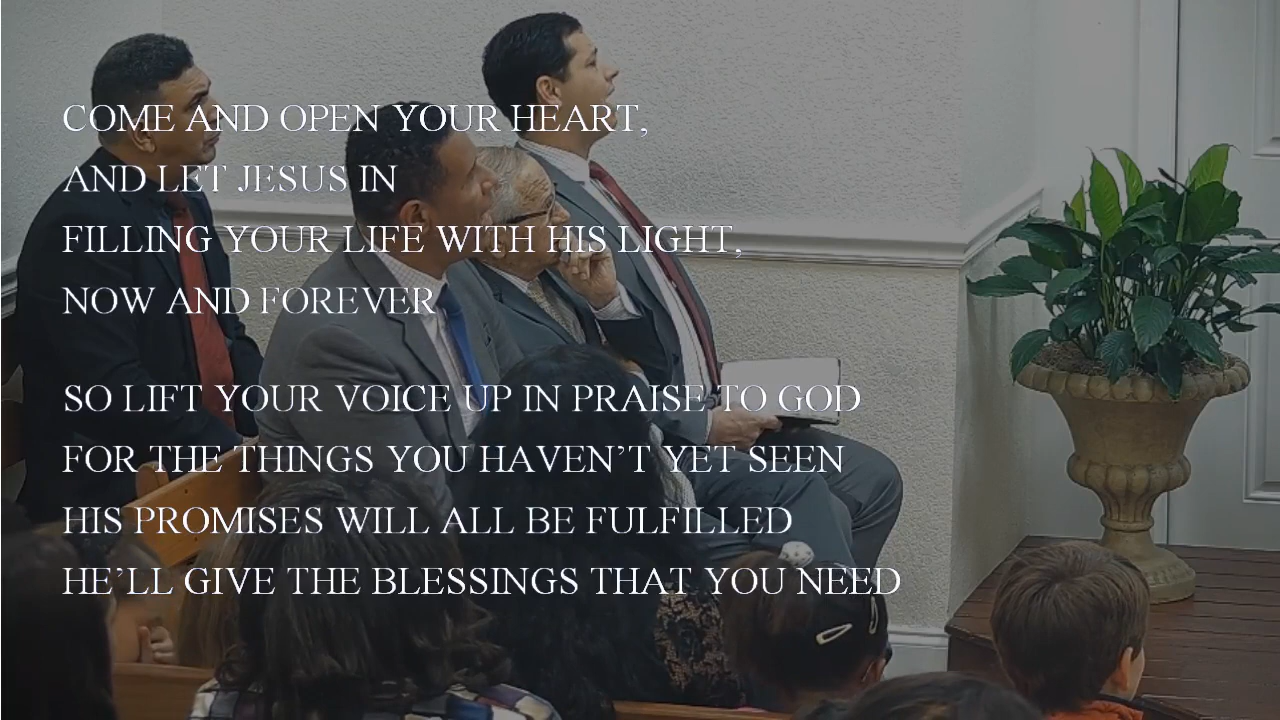 COME AND OPEN YOUR HEART,
AND LET JESUS IN
FILLING YOUR LIFE WITH HIS LIGHT,
NOW AND FOREVER
SO LIFT YOUR VOICE UP IN PRAISE TO GOD
FOR THE THINGS YOU HAVEN’T YET SEEN
HIS PROMISES WILL ALL BE FULFILLED
HE’LL GIVE THE BLESSINGS THAT YOU NEED